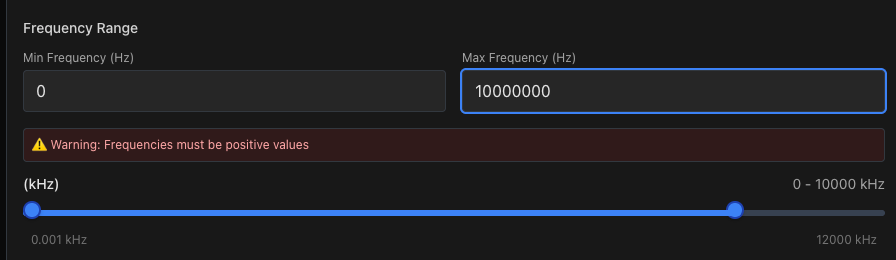 Frequency Range
Min Frequency (Hz) Max Frequency (Hz)
0 10000000
⚠️ Warning: Frequencies must be positive values
(kHz) 0 - 10000 kHz
0.001 kHz 12000 kHz